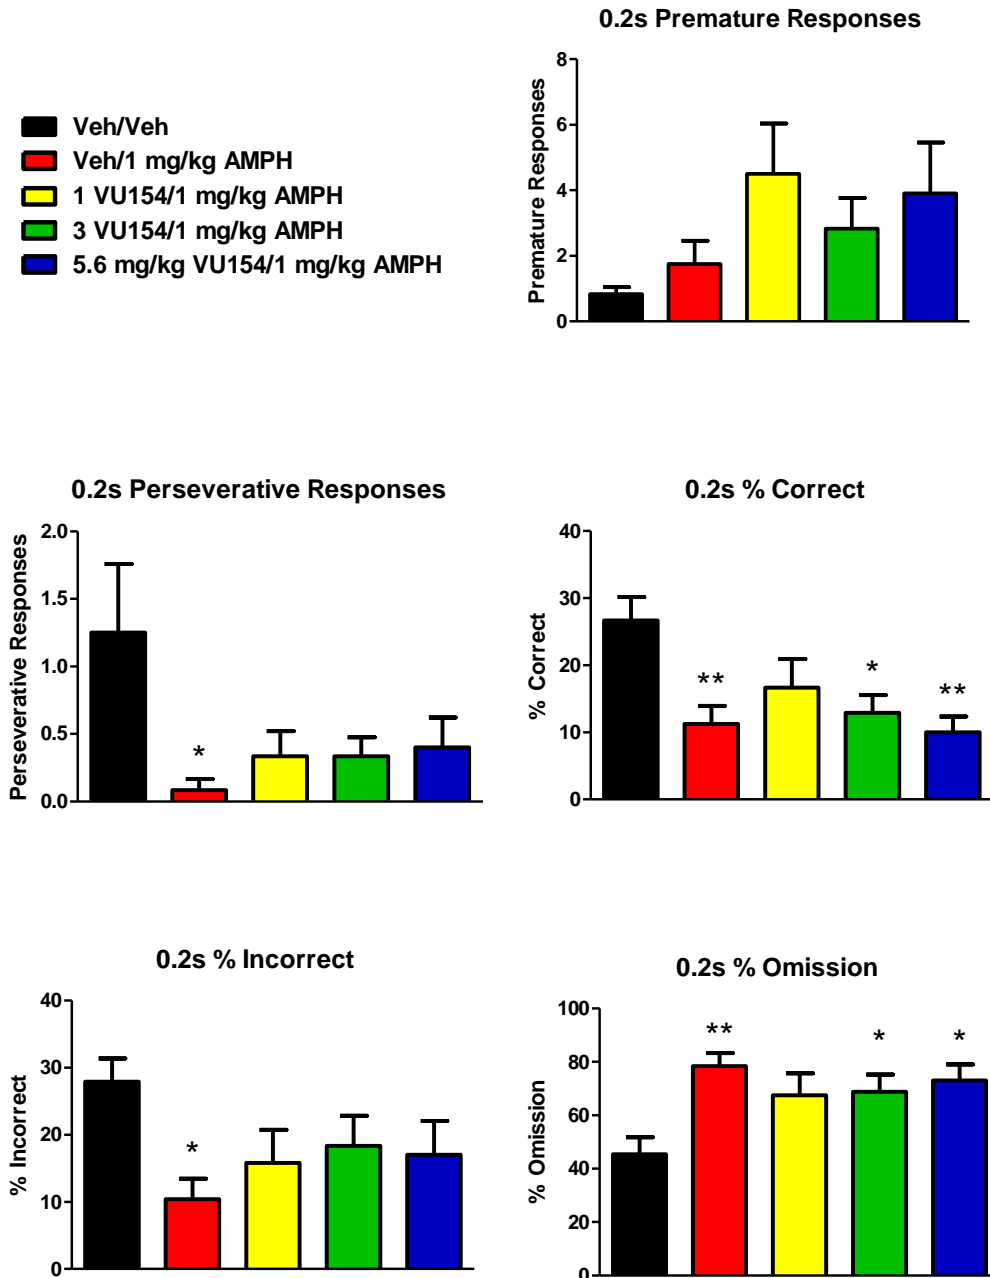 0.2s Premature Responses
Premature Responses
8
6
4
2
0
Veh/Veh
Veh/1 mg/kg AMPH
1 VU154/1 mg/kg AMPH
3 VU154/1 mg/kg AMPH
5.6 mg/kg VU154/1 mg/kg AMPH
0.2s Perseverative Responses
Perseverative Responses
2.0
1.5
1.0
0.5
0.0
*
0.2s % Correct
% Correct
40
30
20
10
0
**
*
**
0.2s % Incorrect
% Incorrect
40
30
20
10
0
*
0.2s % Omission
% Omission
100
80
60
40
20
0
**
*
*